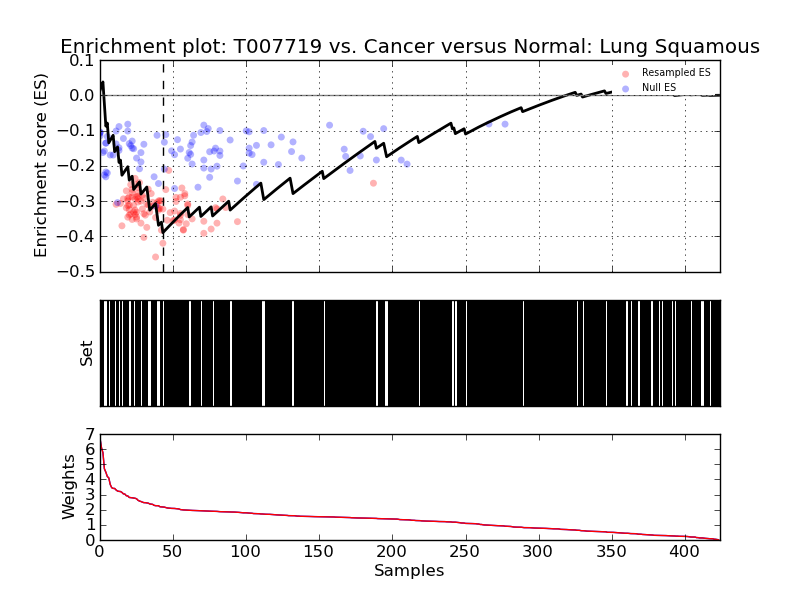 Enrichment plot: T007719 vs. Cancer versus Normal: Lung Squamous
Enrichment score (ES)
0.1
0.0
−0.1
−0.2
−0.3
−0.4
−0.5
Resampled ES
Null ES
Set
Weights
7
6
5
4
3
2
1
0
0 50 100 150 200 250 300 350 400
Samples